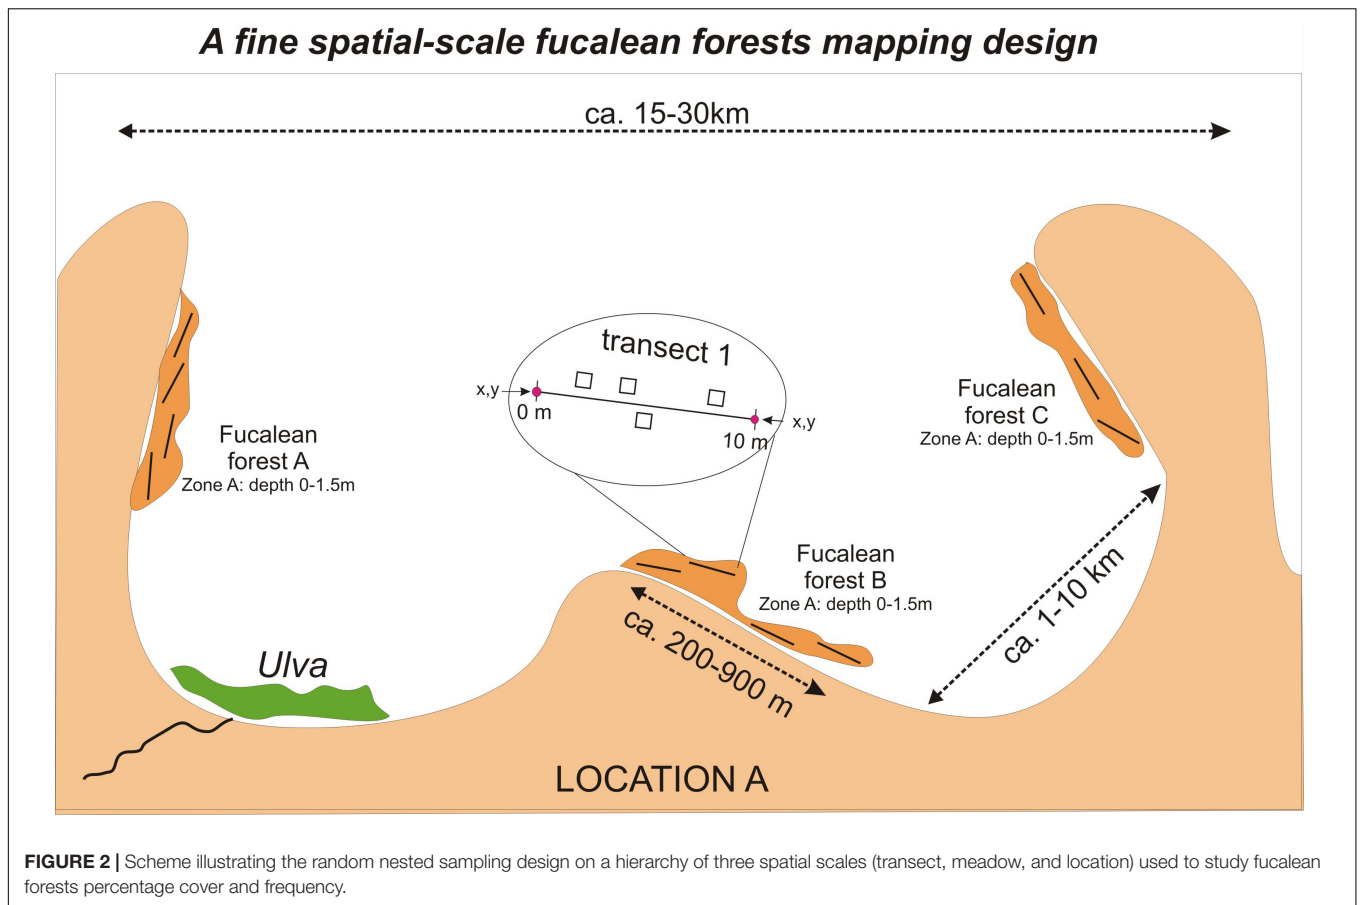 A fine spatial-scale fucalean forests mapping design
ca. 15-30km
transect 1
x,y
0 m
10 m
x,y
Fucalean
forest A
Zone A: depth 0-1.5m
Fucalean
forest C
Zone A: depth 0-1.5m
Fucalean
forest B
Zone A: depth 0-1.5m
ca. 200-900 m
ca. 1-10 km
Ulva
LOCATION A
FIGURE 2 | Scheme illustrating the random nested sampling design on a hierarchy of three spatial scales (transect, meadow, and location) used to study fucalean
forests percentage cover and frequency.